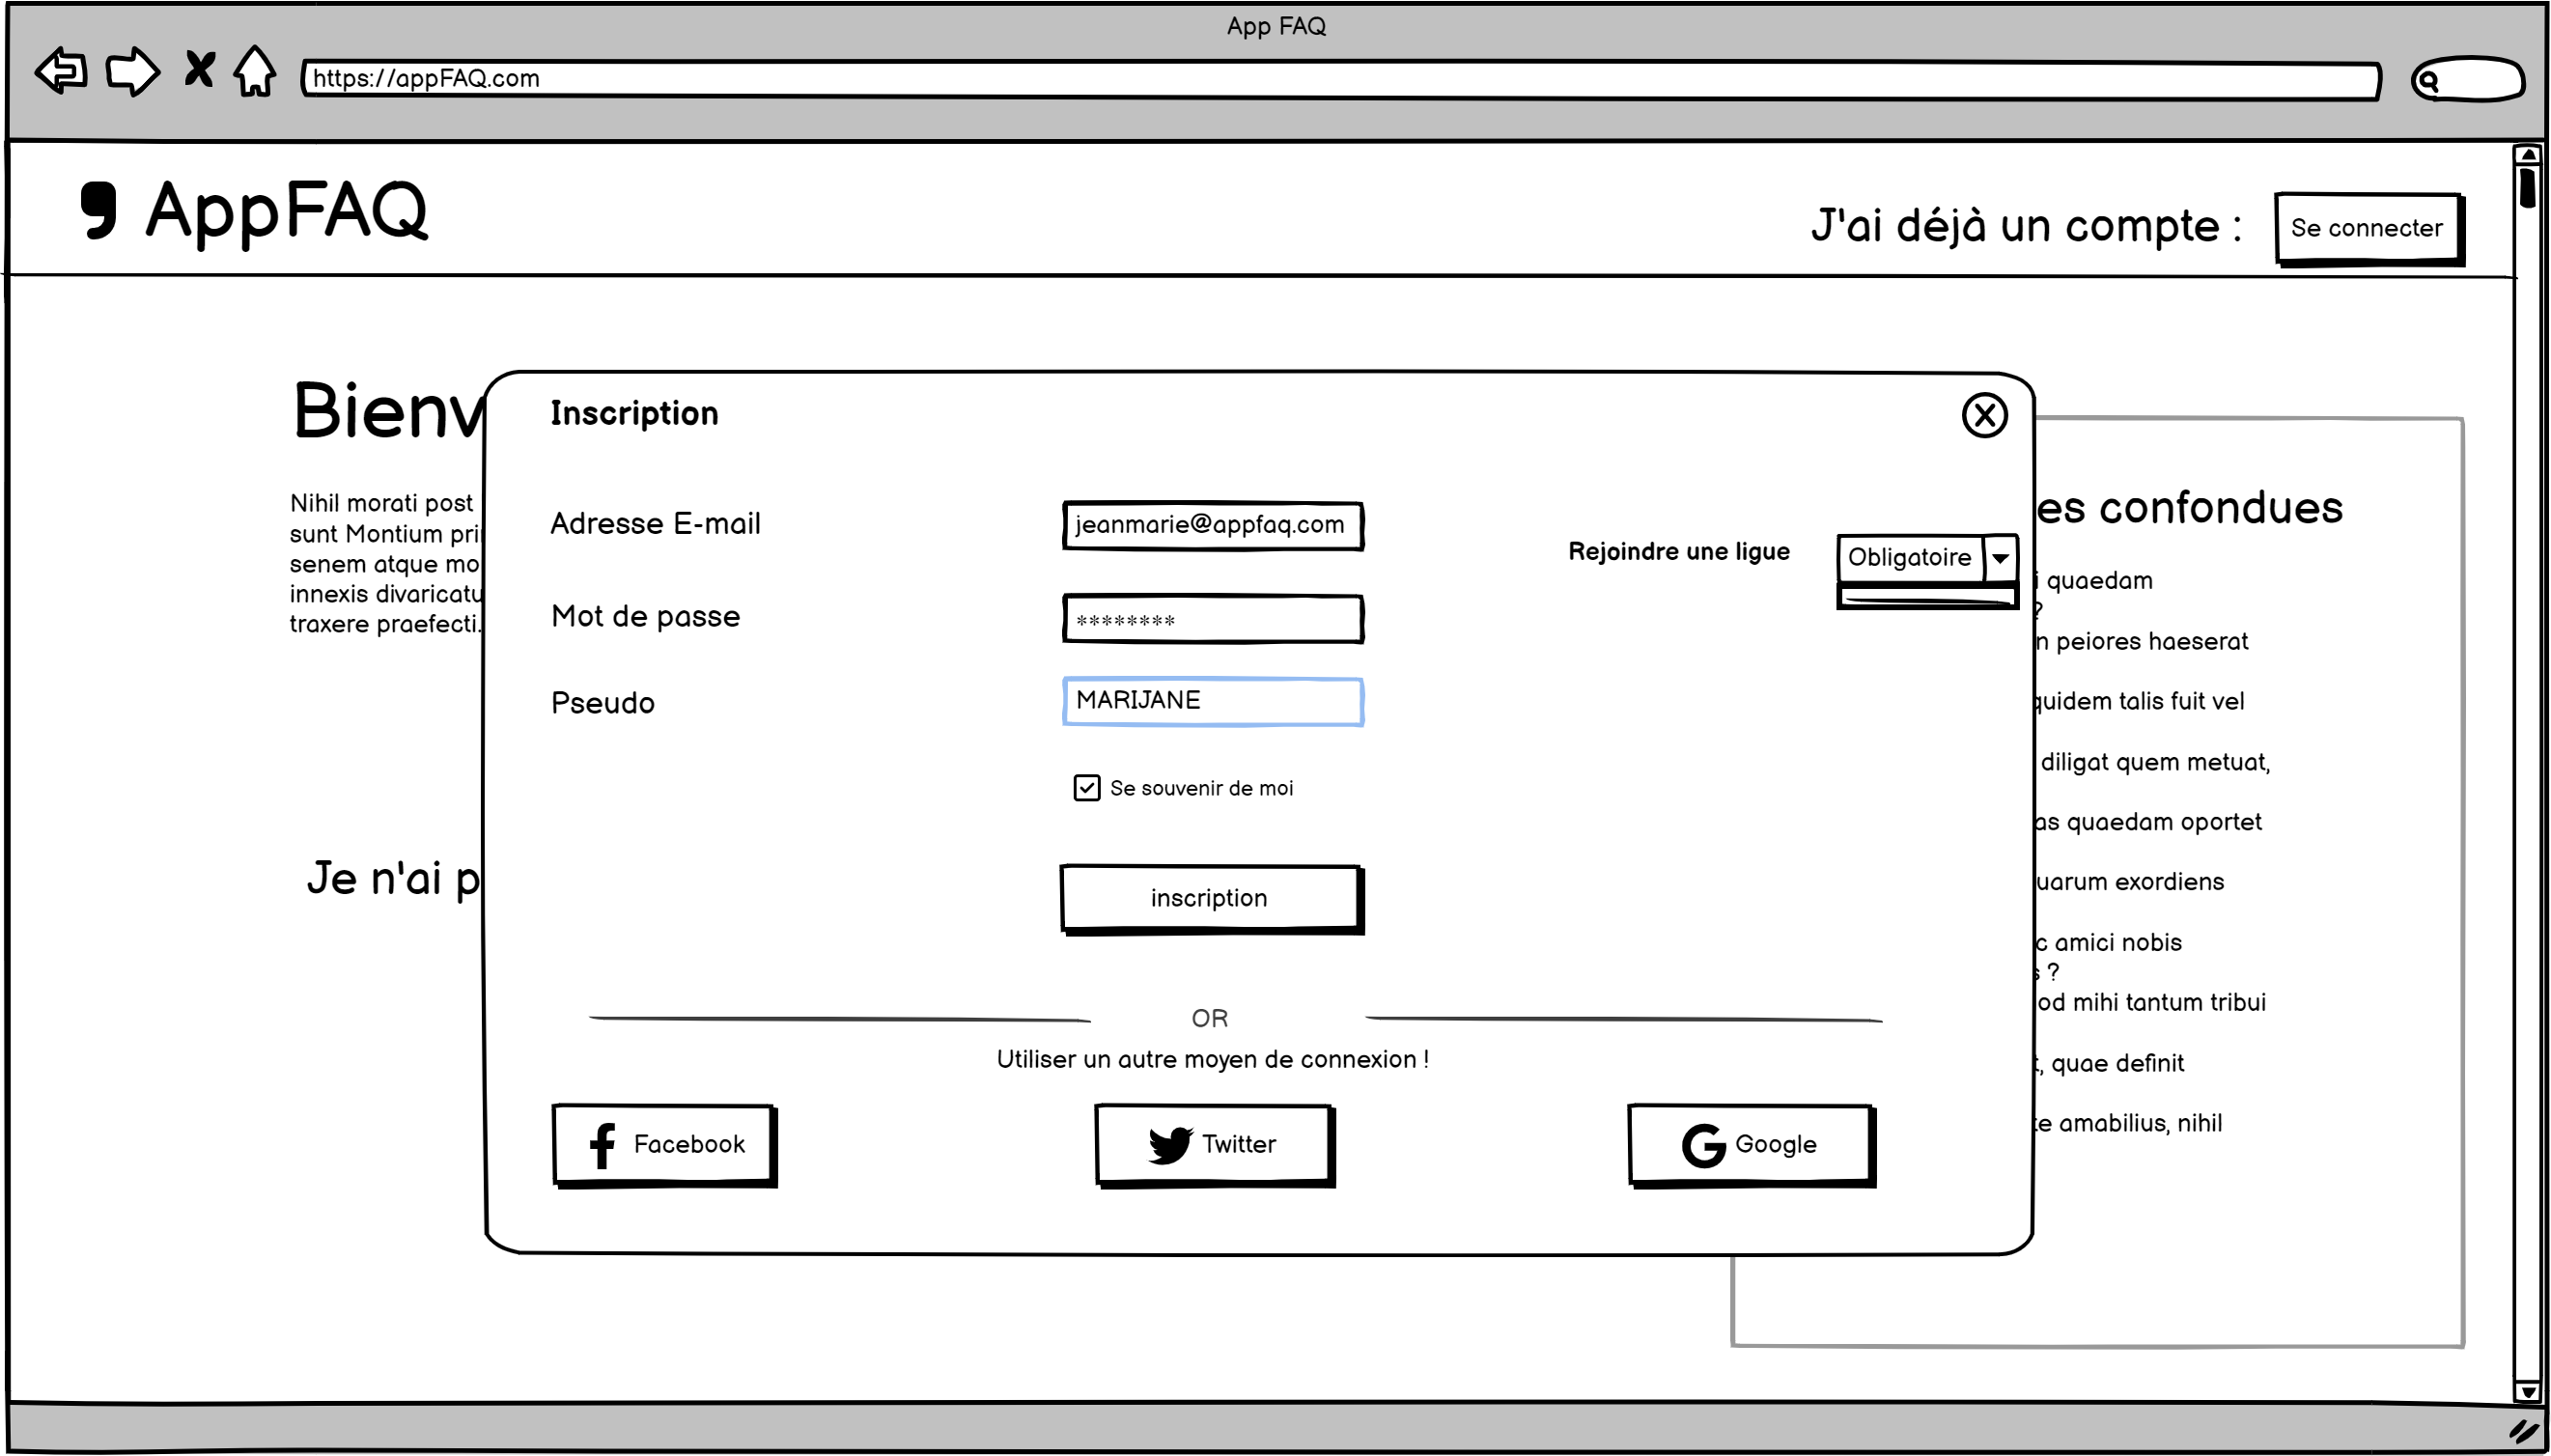 App FAQ
https://appFAQ.com
AppFAQ
J'ai déjà un compte :
Se connecter
Bienv
Nihil morati post
sunt Montium pri
senem atque mo
innexis divaricatu
traxere praefecti.
Je n'ai p
Inscription
Adresse E-mail
jeanmarie@appfaq.com
Mot de passe
********
Pseudo
MARIJANE
Se souvenir de moi
inscription
Rejoindre une ligue
Obligatoire
OR
Utiliser un autre moyen de connexion !
Facebook
Twitter
Google
es confondues
i quaedam
?
n peiores haeserat
quidem talis fuit vel
diligat quem metuat,
as quaedam oportet
uarum exordiens
c amici nobis
s ?
od mihi tantum tribui
t, quae definit
te amabilius, nihil